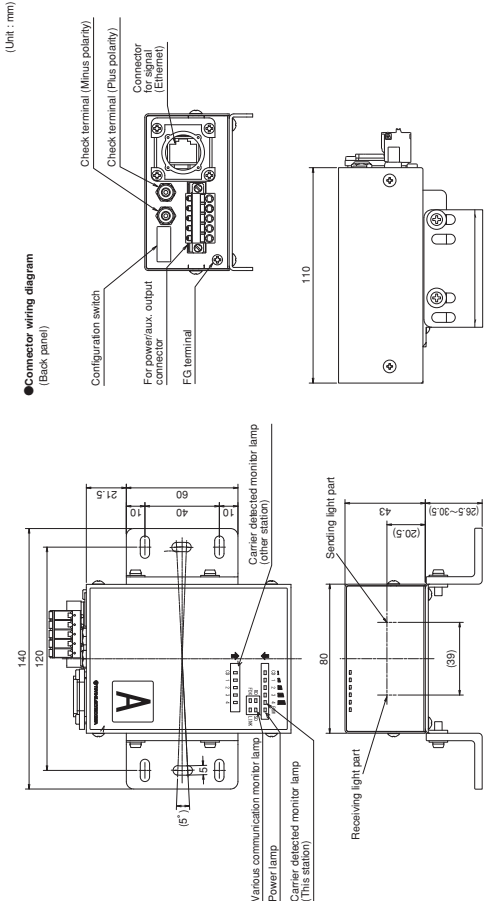 (Unit : mm)
●Connector wiring diagram
(Back panel)
Check terminal (Minus polarity)
Check terminal (Plus polarity)
Connector
for signal
(Ethernet)
Configuration switch
For power/aux. output
connector
FG terminal
110
140
120
21.5
60
10
40
10
5
(5˚)
A
Carrier detected monitor lamp
(other station)
Various communication monitor lamp
Power lamp
Carrier detected monitor lamp
(This station)
80
43
(20.5)
(26.5~30.5)
(39)
Sending light part
Receiving light part